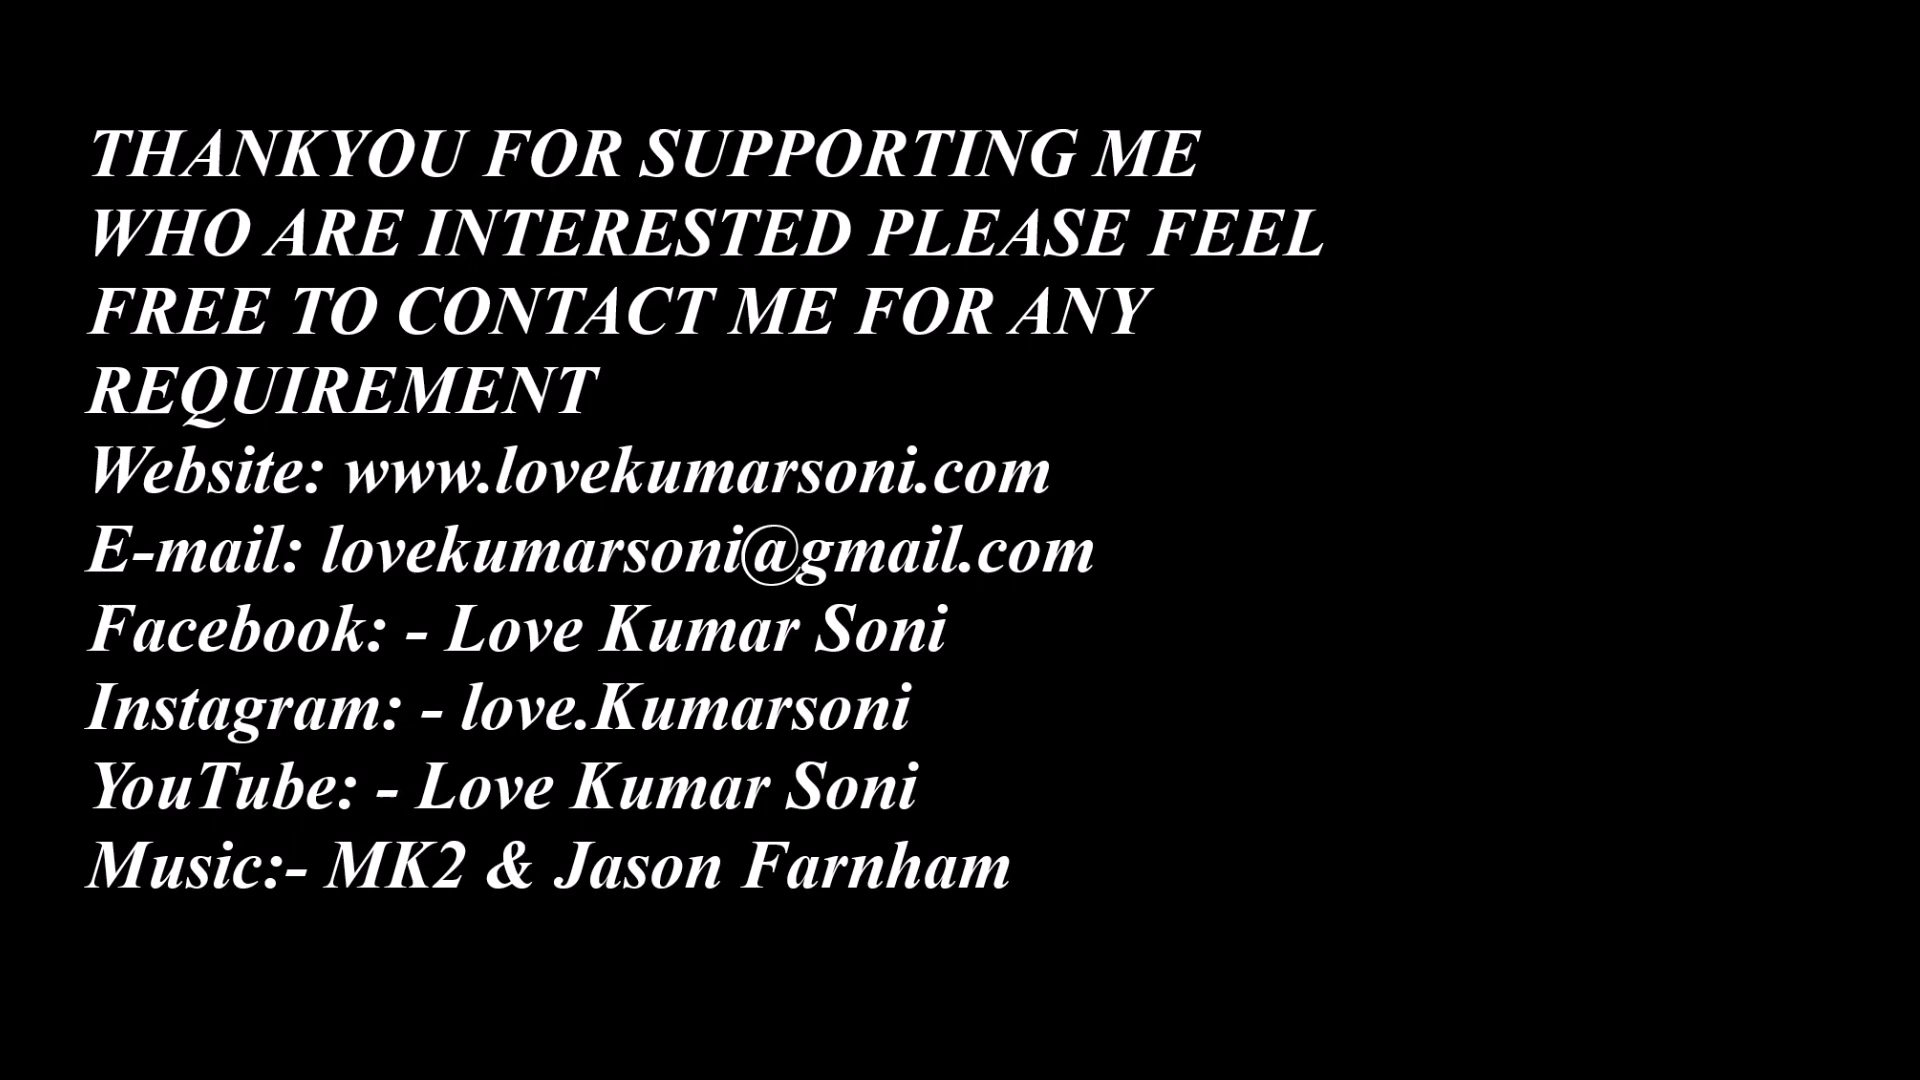 THANKYOU FOR SUPPORTING ME
WHO ARE INTERESTED PLEASE FEEL
FREE TO CONTACT ME FOR ANY
REQUIREMENT
Website: www.lovekumarsoni.com
E-mail: lovekumarsoni@gmail.com
Facebook: - Love Kumar Soni
Instagram: - love.Kumarsoni
YouTube: - Love Kumar Soni
Music:- MK2 & Jason Farnham